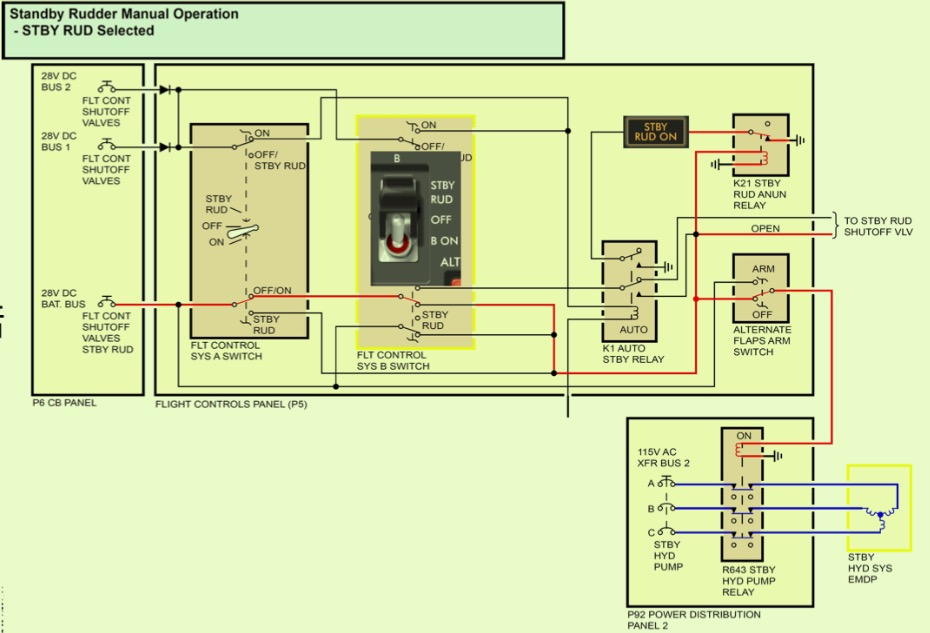 Standby Rudder Manual Operation
- STBY RUD Selected
28V DC
BUS 2
FLT CONT
SHUTOFF
VALVES
28V DC
BUS 1
FLT CONT
SHUTOFF
VALVES
28V DC
BAT. BUS
FLT CONT
SHUTOFF
VALVES
STBY RUD
P6 CB PANEL
ON
OFF/
STBY RUD
STBY
RUD
OFF
ON
OFF/ON
STBY
RUD
FLT CONTROL
SYS A SWITCH
ON
OFF/
UD
B
STBY
RUD
OFF
B ON
ALT
STBY
RUD
FLT CONTROL
SYS B SWITCH
STBY
RUD ON
K21 STBY
RUD ANUN
RELAY
OPEN
TO STBY RUD
SHUTOFF VLV
AUTO
K1 AUTO
STBY RELAY
ARM
OFF
ALTERNATE
FLAPS ARM
SWITCH
FLIGHT CONTROLS PANEL (P5)
115V AC
XFR BUS 2
A
B
C
STBY
HYD
PUMP
ON
R643 STBY
HYD PUMP
RELAY
STBY
HYD SYS
EMDP
P92 POWER DISTRIBUTION
PANEL 2